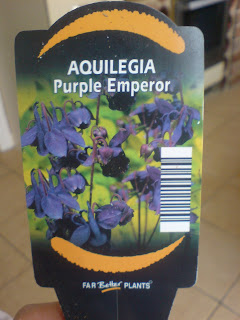 AQUILEGIA
Purple Emperor
FAR Better PLANTS